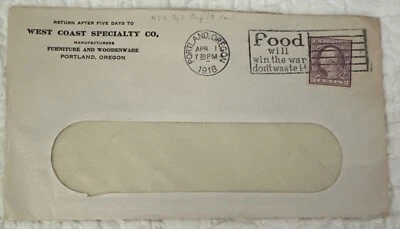 RETURN AFTER FIVE DAYS TO
WEST COAST SPECIALTY CO,
MANUFACTURERS
FURNITURE AND WOODENWARE
PORTLAND, OREGON
PORTLAND, OREGON
APR 1
7 30 PM
1918
Food
will
win the war
don't waste it